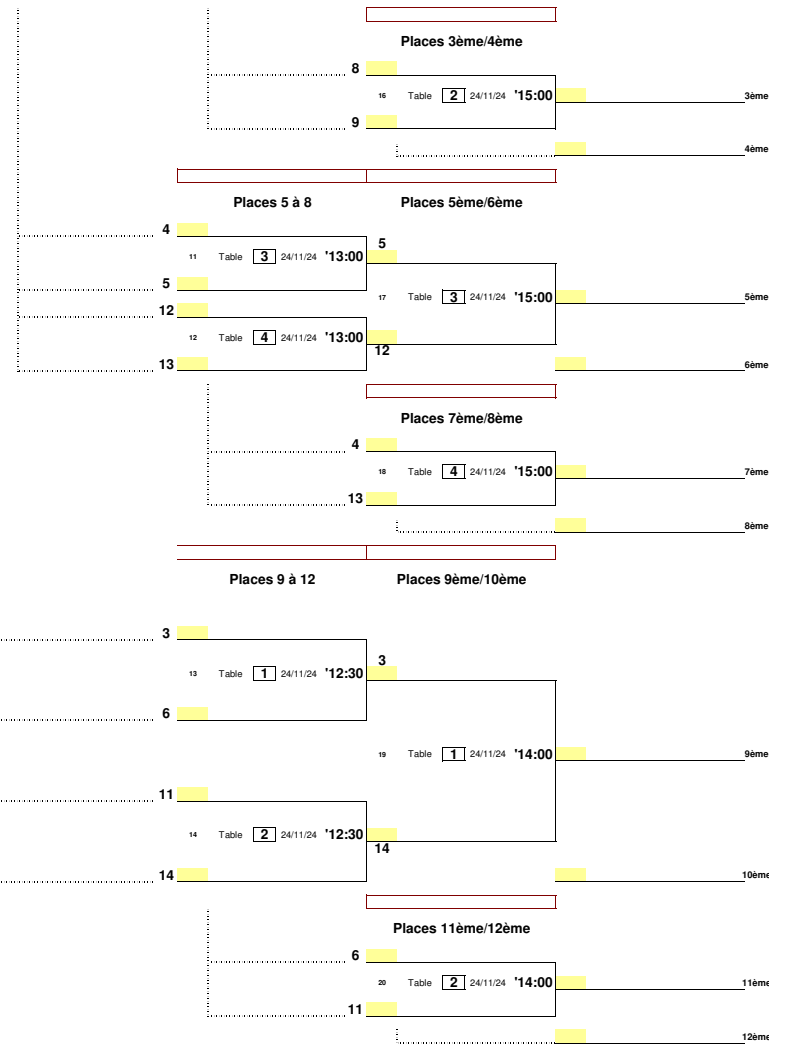 Places 3ème/4ème
8
16 Table 2 24/11/24 '15:00 3ème
9
4ème
Places 5 à 8 Places 5ème/6ème
4
5
11 Table 3 24/11/24 '13:00
5
17 Table 3 24/11/24 '15:00 5ème
12
12 Table 4 24/11/24 '13:00
12
13 6ème
Places 7ème/8ème
4
18 Table 4 24/11/24 '15:00 7ème
13
8ème
Places 9 à 12 Places 9ème/10ème
3
3
13 Table 1 24/11/24 '12:30
6
19 Table 1 24/11/24 '14:00 9ème
11
14 Table 2 24/11/24 '12:30
14
14 10ème
Places 11ème/12ème
6
20 Table 2 24/11/24 '14:00 11ème
11
12ème